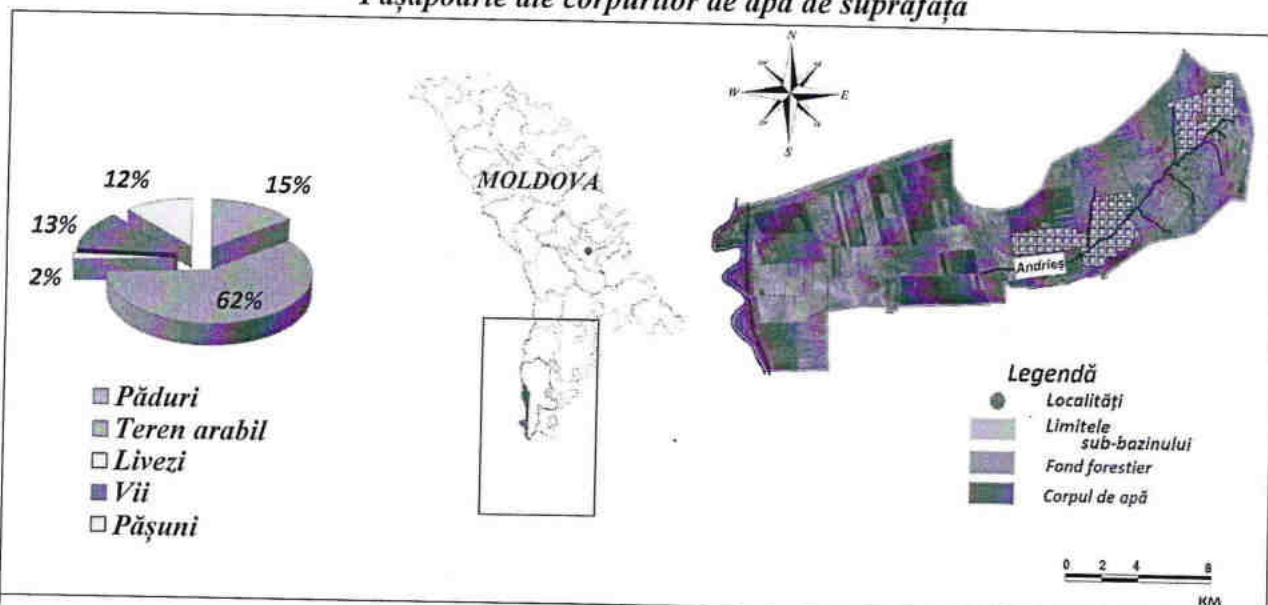 Pașapoarte ale corpurilor de apă de suprafață
12%
15%
13%
2%
62%
Păduri
Teren arabil
Livezi
Vii
Pășuni
MOLDOVA
N
W
E
S
Andrieș
Legendă
Localități
Limitele
sub-bazinului
Fond forestier
Corpul de apă
0 2 4 8
KM